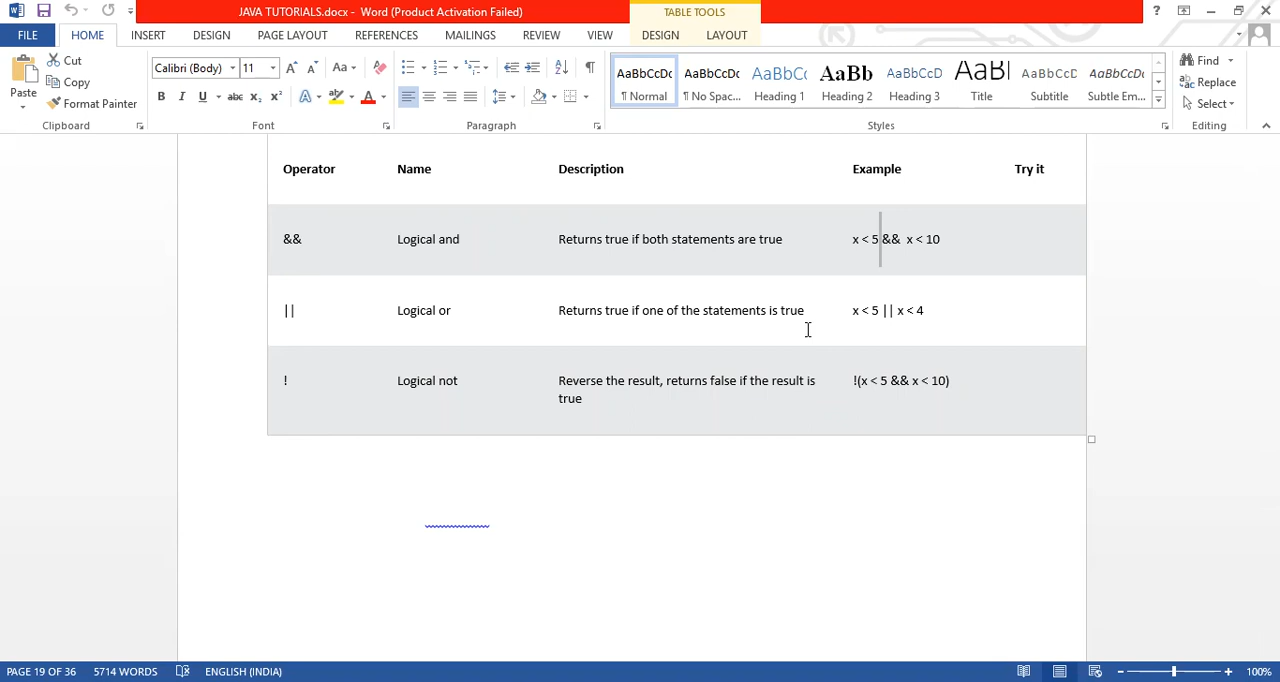 JAVA TUTORIALS.docx - Word (Product Activation Failed)
TABLE TOOLS
FILE HOME INSERT DESIGN PAGE LAYOUT REFERENCES MAILINGS REVIEW VIEW DESIGN LAYOUT
Paste
Cut
Copy
Format Painter
Clipboard
Calibri (Body) 11
Font
Paragraph
AaBbCcDc AaBbCcDc AaBbCc AaBb AaBbCcD AaBl AaBbCcD AaBbCcDc
¶ Normal ¶ No Spac... Heading 1 Heading 2 Heading 3 Title Subtitle Subtle Em...
Styles
Find
Replace
Select
Editing
Operator Name Description Example Try it
&& Logical and Returns true if both statements are true x < 5 && x < 10
|| Logical or Returns true if one of the statements is true x < 5 || x < 4
! Logical not Reverse the result, returns false if the result is !(x < 5 && x < 10)
true
PAGE 19 OF 36 5714 WORDS ENGLISH (INDIA) 100%